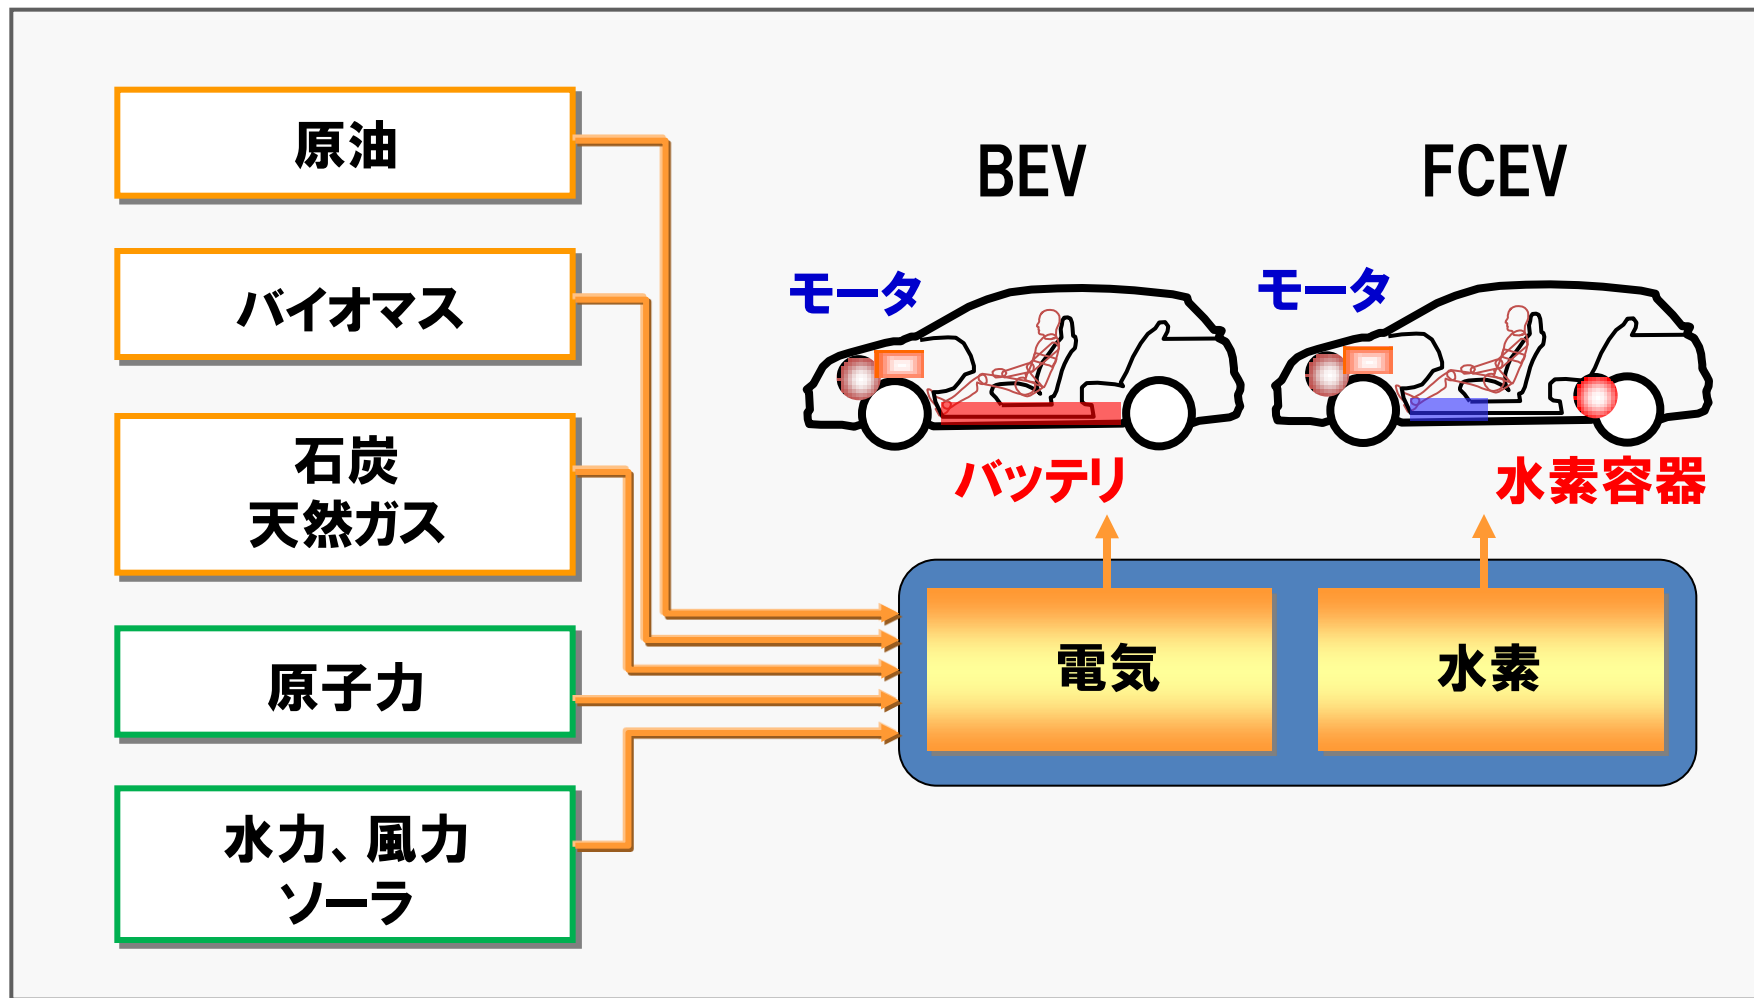 原油
バイオマス
石炭
天然ガス
原子力
水力、風力
ソーラ
BEV
FCEV
モータ
モータ
バッテリ
水素容器
電気
水素